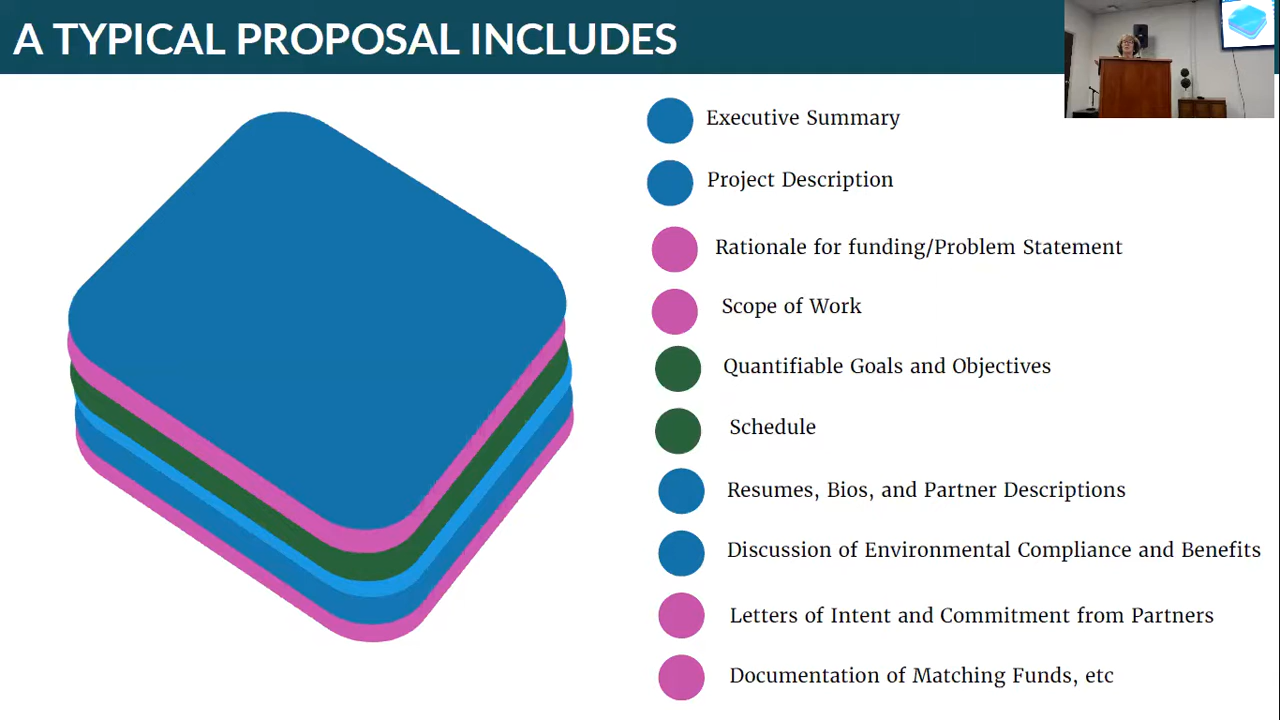 A TYPICAL PROPOSAL INCLUDES
Executive Summary
Project Description
Rationale for funding/Problem Statement
Scope of Work
Quantifiable Goals and Objectives
Schedule
Resumes, Bios, and Partner Descriptions
Discussion of Environmental Compliance and Benefits
Letters of Intent and Commitment from Partners
Documentation of Matching Funds, etc